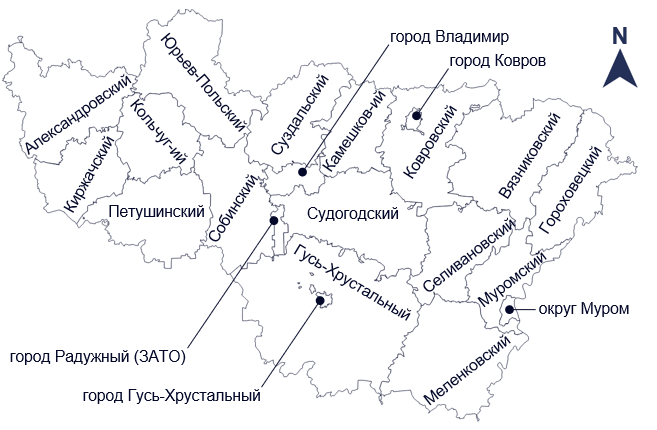 N
город Владимир
город Ковров
Юрьев-Польский
Александровский
Кольчуг-ий
Суздальский
Камешков-ий
Ковровский
Вязниковский
Гороховецкий
Киржачский
Петушинский
Собинский
Судогодский
Селивановский
Муромский
Гусь-Хрустальный
округ Муром
город Радужный (ЗАТО)
Меленковский
город Гусь-Хрустальный